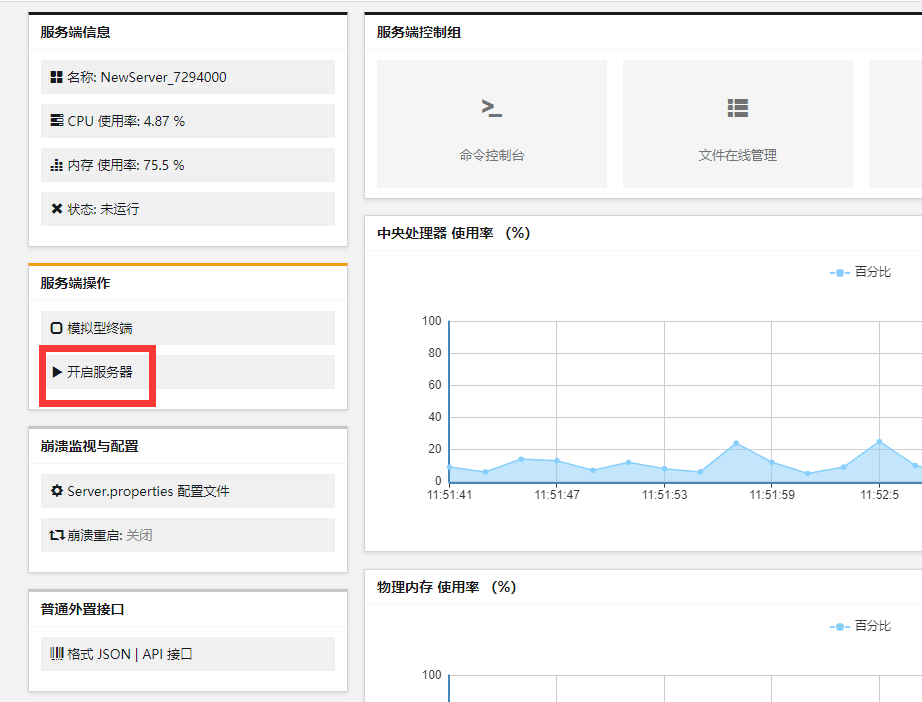 服务端信息
名称: NewServer_7294000
CPU 使用率: 4.87 %
内存 使用率: 75.5 %
状态: 未运行
服务端操作
模拟型终端
开启服务器
崩溃监视与配置
Server.properties 配置文件
崩溃重启: 关闭
普通外置接口
格式 JSON | API 接口
服务端控制组
命令控制台
文件在线管理
中央处理器 使用率 （%）
百分比
100
80
60
40
20
0
11:51:41 11:51:47 11:51:53 11:51:59 11:52:5
物理内存 使用率 （%）
百分比
100